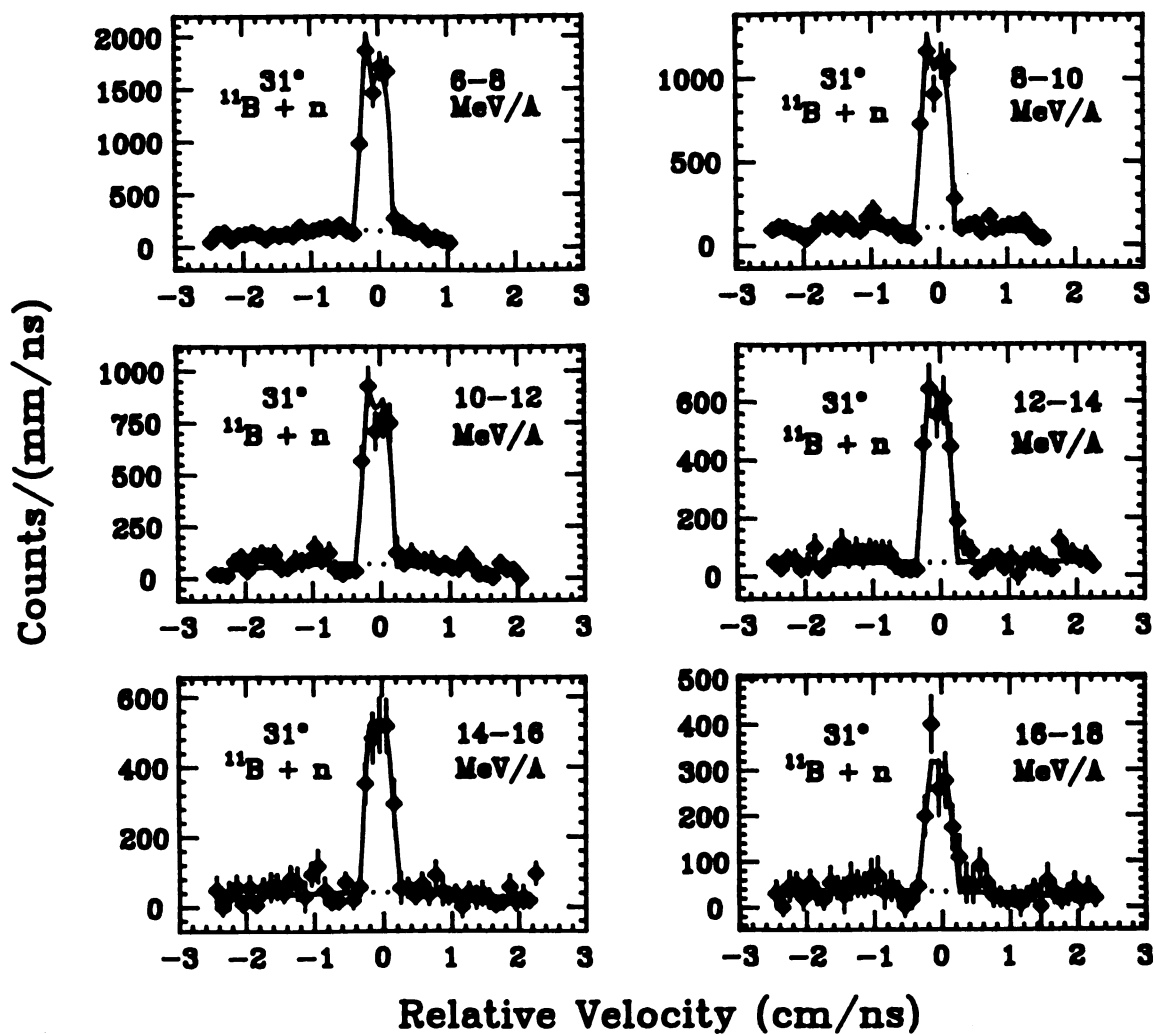 2000
1500
1000
500
0
31° 6-8
¹¹B + n MeV/A
-3 -2 -1 0 1 2 3
1000
500
0
31° 8-10
¹¹B + n MeV/A
-3 -2 -1 0 1 2 3
1000
750
500
250
0
31° 10-12
¹¹B + n MeV/A
-3 -2 -1 0 1 2 3
600
400
200
0
31° 12-14
¹¹B + n MeV/A
-3 -2 -1 0 1 2 3
600
400
200
0
31° 14-16
¹¹B + n MeV/A
-3 -2 -1 0 1 2 3
500
400
300
200
100
0
31° 16-18
¹¹B + n MeV/A
-3 -2 -1 0 1 2 3
Counts/(mm/ns)
Relative Velocity (cm/ns)